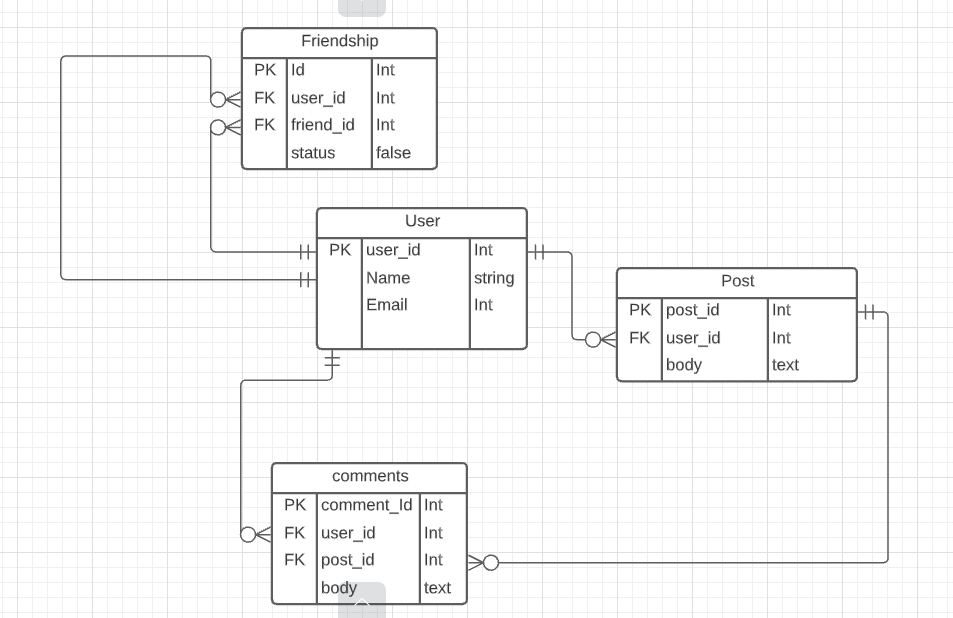 Friendship
PK Id Int
FK user_id Int
FK friend_id Int
status false
User
PK user_id Int
Name string
Email Int
Post
PK post_id Int
FK user_id Int
body text
comments
PK comment_Id Int
FK user_id Int
FK post_id Int
body text